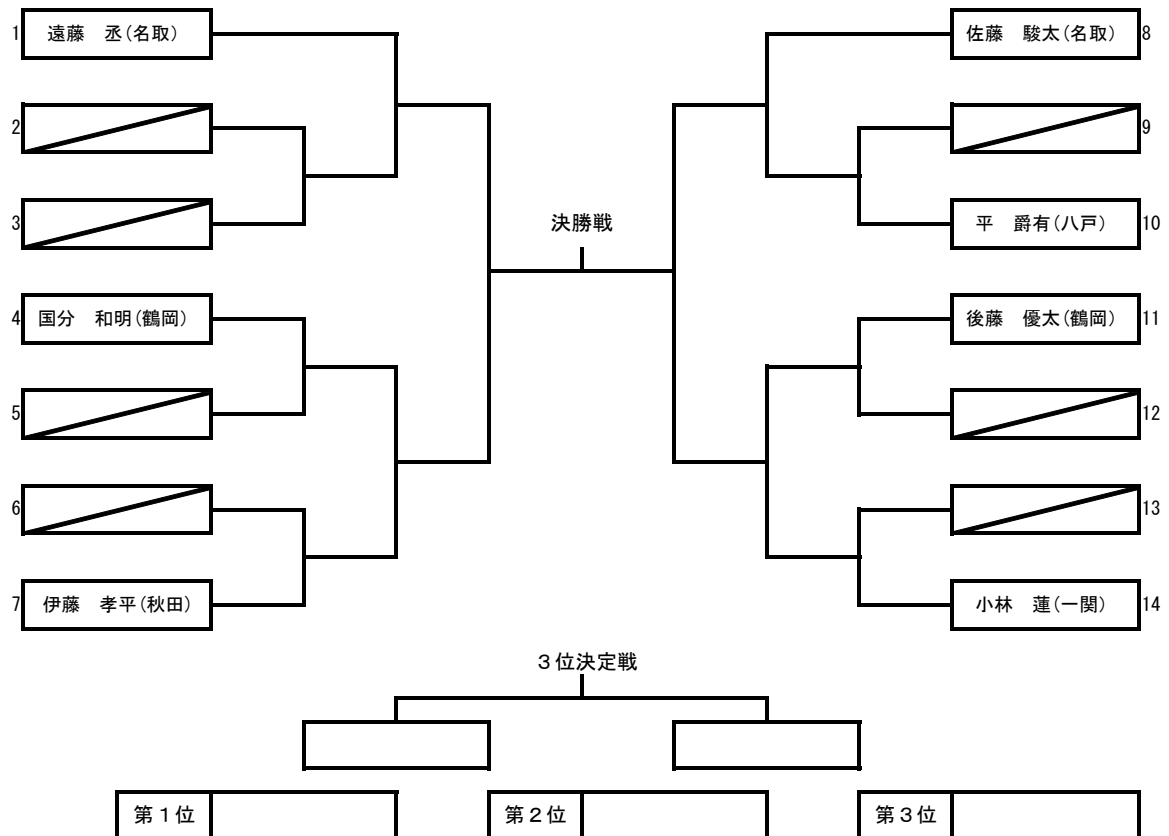 1 遠藤　丞(名取)
2
3
4 国分　和明(鶴岡)
5
6
7 伊藤　孝平(秋田)
決勝戦
佐藤　駿太(名取) 8
9
平　爵有(八戸) 10
後藤　優太(鶴岡) 11
12
13
小林　蓮(一関) 14
３位決定戦
第１位
第２位
第３位